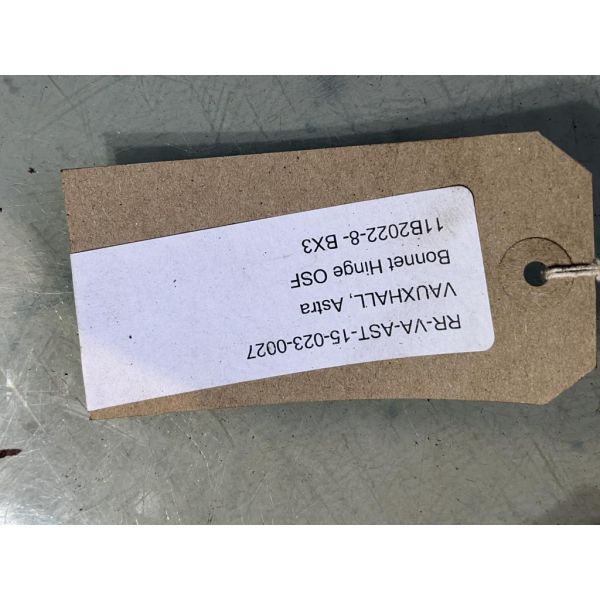 RR-VA-AST-15-023-0027
VAUXHALL, Astra
Bonnet Hinge OSF
11B2022-8- BX3